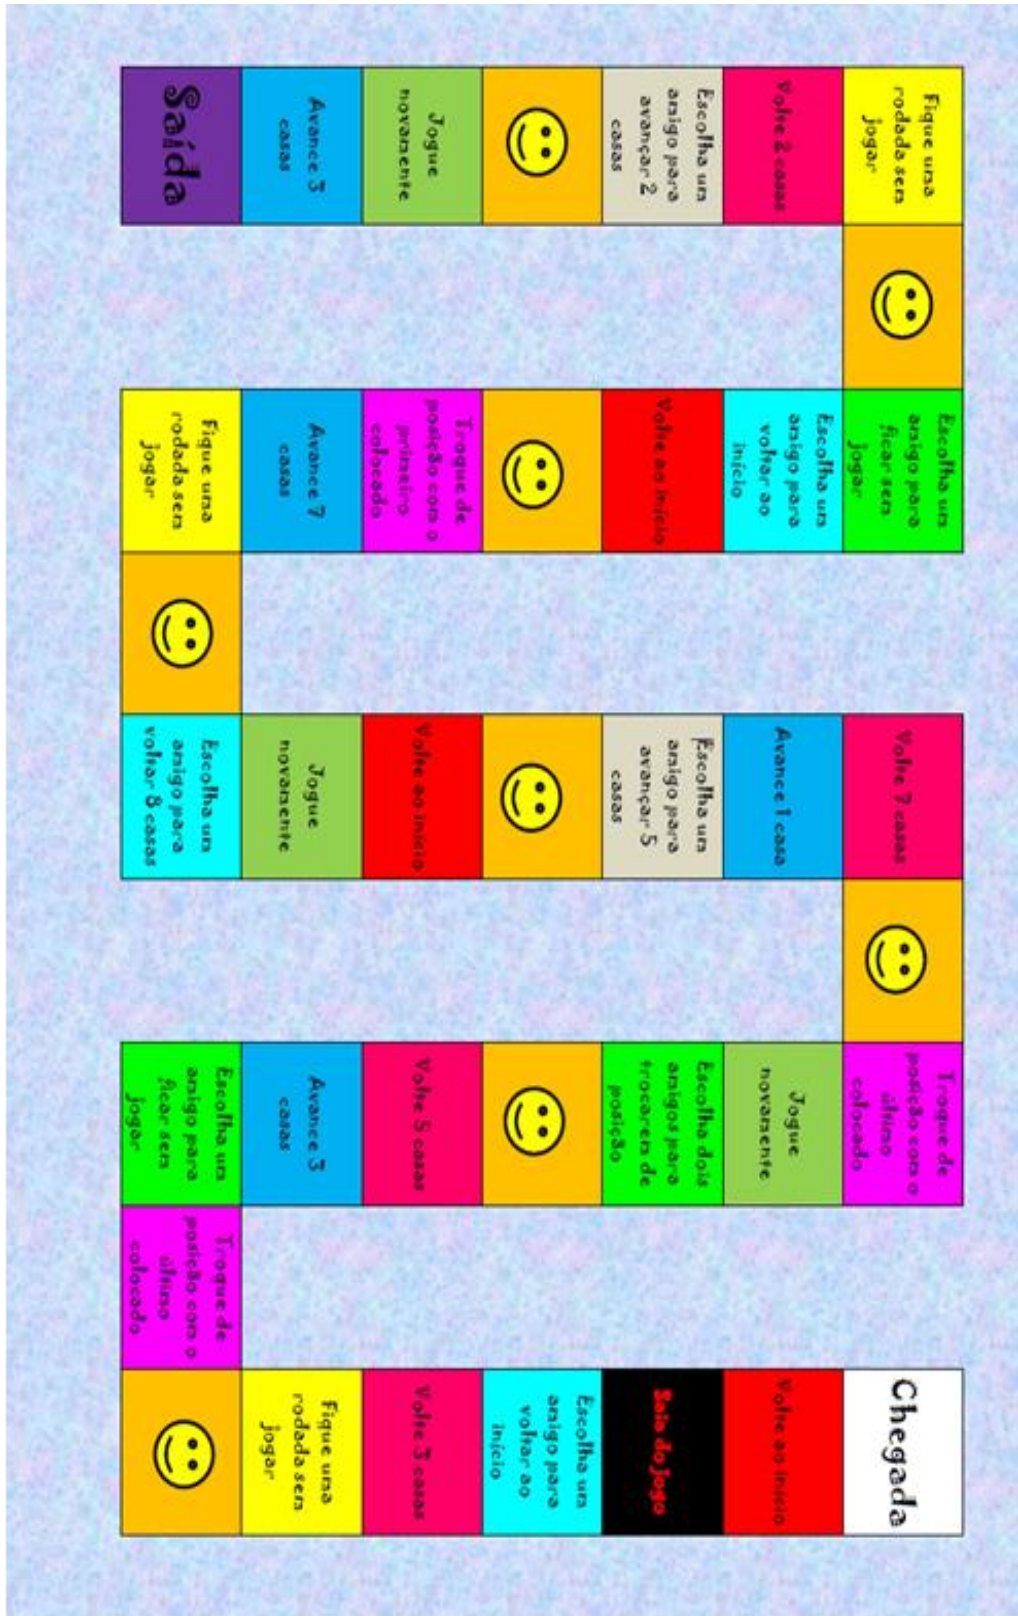 Saída
Avance 3
casas
Jogue
novamente
Escolha um
amigo para
avançar 2
casas
Volte 2 casas
Fique uma
rodada sem
jogar
Escolha um
amigo para
ficar sem
jogar
Escolha um
amigo para
voltar ao
início
Volte ao início
Troque de
posição com o
primeiro
colocado
Avance 7
casas
Fique uma
rodada sem
jogar
Escolha um
amigo para
voltar 8 casas
Jogue
novamente
Volte ao início
Escolha um
amigo para
avançar 5
casas
Avance 1 casa
Volte 7 casas
Troque de
posição com o
último
colocado
Jogue
novamente
Escolha dois
amigos para
trocarem de
posição
Volte 5 casas
Avance 3
casas
Escolha um
amigo para
ficar sem
jogar
Troque de
posição com o
último
colocado
Fique uma
rodada sem
jogar
Volte 3 casas
Escolha um
amigo para
voltar ao
início
Saia do jogo
Volte ao início
Chegada